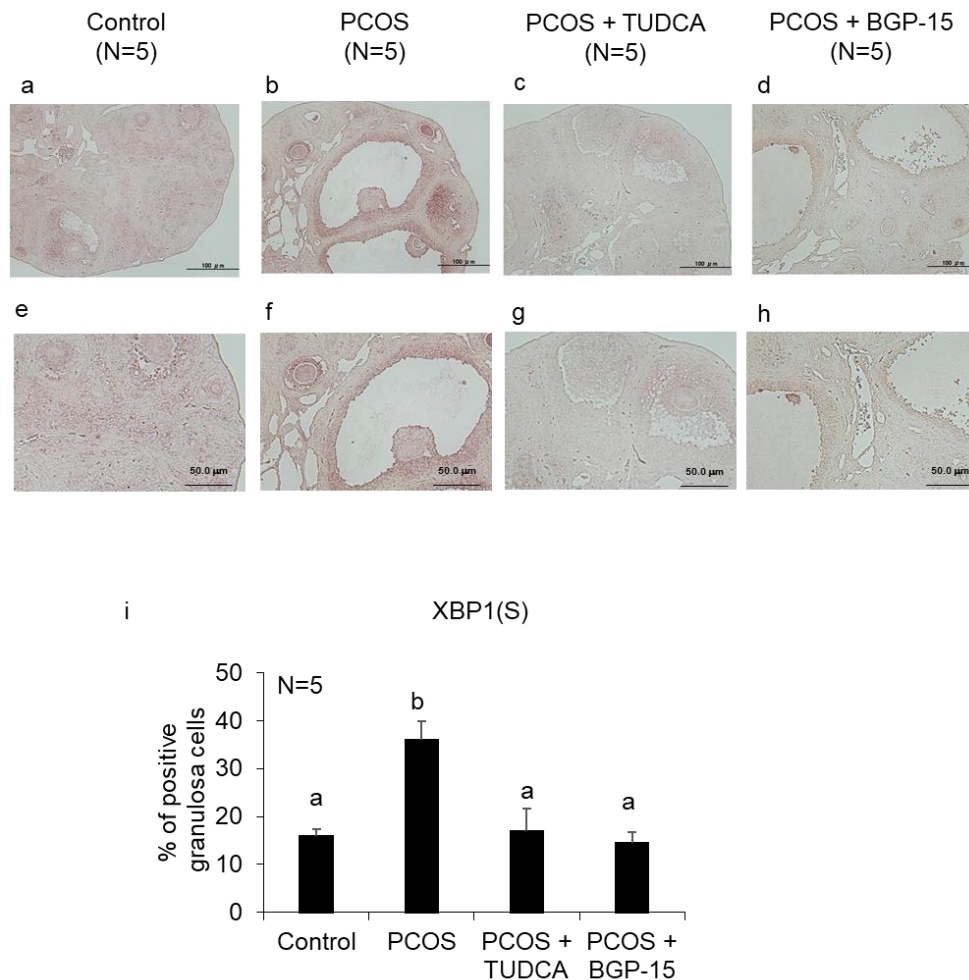 Control
(N=5)
PCOS
(N=5)
PCOS + TUDCA
(N=5)
PCOS + BGP-15
(N=5)
a
b
c
d
100 μm
100 μm
100 μm
100 μm
e
f
g
h
50.0 μm
50.0 μm
50.0 μm
50.0 μm
i
XBP1(S)
% of positive
granulosa cells
50
40
30
20
10
0
N=5
a
b
a
a
Control
PCOS
PCOS +
TUDCA
PCOS +
BGP-15